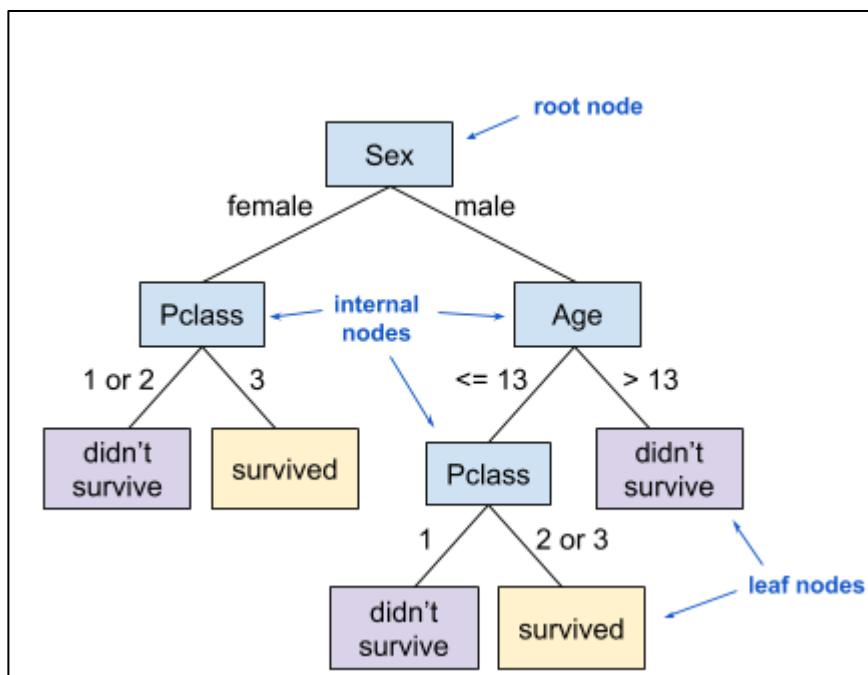 root node
Sex
female
male
Pclass
internal
nodes
Age
1 or 2
3
<= 13
> 13
didn't
survive
survived
Pclass
didn't
survive
1
2 or 3
didn't
survive
survived
leaf nodes